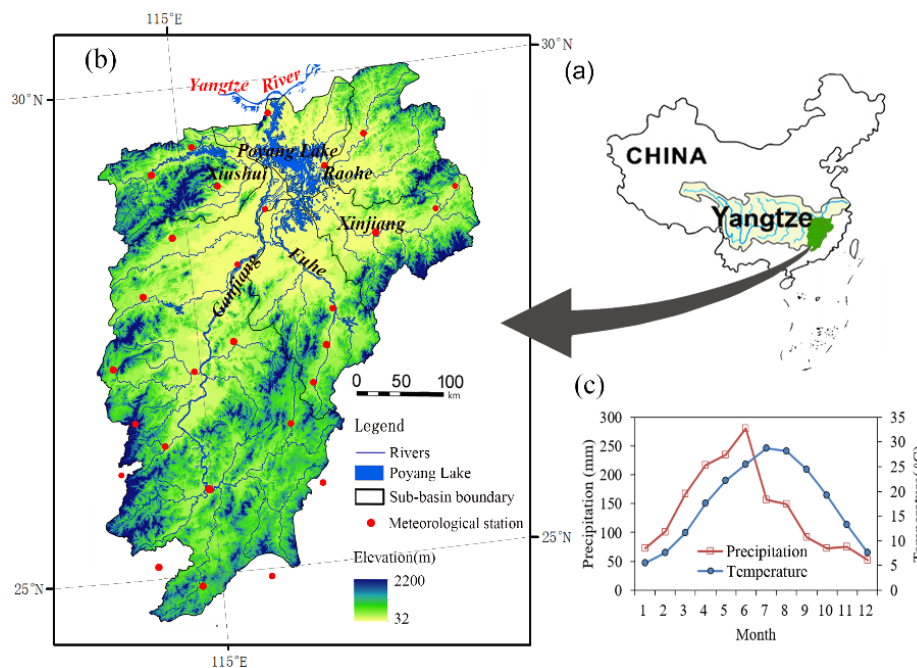 115°E
(b)
30°N
(a)
30°N
Yangtze River
Poyang Lake
Xiushui
Raohe
Xinjiang
Fuhe
Ganjiang
CHINA
Yangtze
0 50 100
km
Legend
Rivers
Poyang Lake
Sub-basin boundary
Meteorological station
Elevation(m)
2200
32
25°N
25°N
115°E
(c)
300
250
200
150
100
50
0
Precipitation (mm)
35
30
25
20
15
10
5
0
Precipitation
Temperature
1 2 3 4 5 6 7 8 9 10 11 12
Month